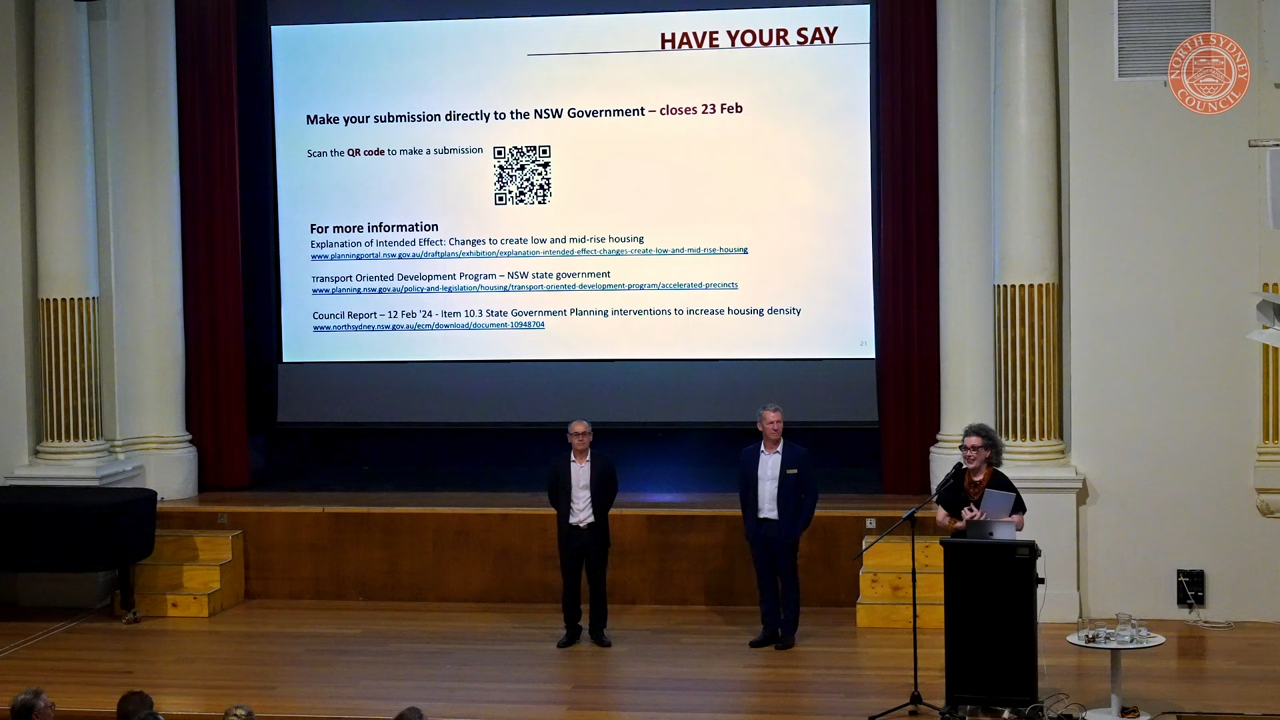 HAVE YOUR SAY
NORTH SYDNEY COUNCIL
Make your submission directly to the NSW Government – closes 23 Feb
Scan the QR code to make a submission
For more information
Explanation of Intended Effect: Changes to create low and mid-rise housing
www.planningportal.nsw.gov.au/draftplans/exhibition/explanation-intended-effect-changes-create-low-and-mid-rise-housing
Transport Oriented Development Program – NSW state government
www.planning.nsw.gov.au/policy-and-legislation/housing/transport-oriented-development-program/accelerated-precincts
Council Report – 12 Feb '24 - Item 10.3 State Government Planning interventions to increase housing density
www.northsydney.nsw.gov.au/ecm/download/document-10948704
21